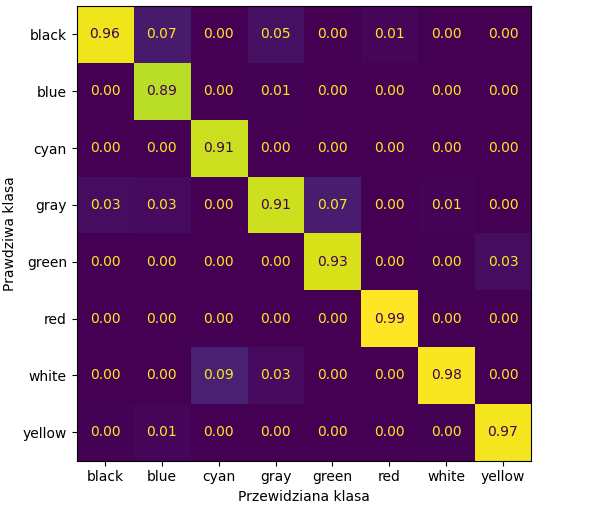 black 0.96 0.07 0.00 0.05 0.00 0.01 0.00 0.00
blue 0.00 0.89 0.00 0.01 0.00 0.00 0.00 0.00
cyan 0.00 0.00 0.91 0.00 0.00 0.00 0.00 0.00
gray 0.03 0.03 0.00 0.91 0.07 0.00 0.01 0.00
green 0.00 0.00 0.00 0.00 0.93 0.00 0.00 0.03
red 0.00 0.00 0.00 0.00 0.00 0.99 0.00 0.00
white 0.00 0.00 0.09 0.03 0.00 0.00 0.98 0.00
yellow 0.00 0.01 0.00 0.00 0.00 0.00 0.00 0.97
black blue cyan gray green red white yellow
Przewidziana klasa
Prawdziwa klasa